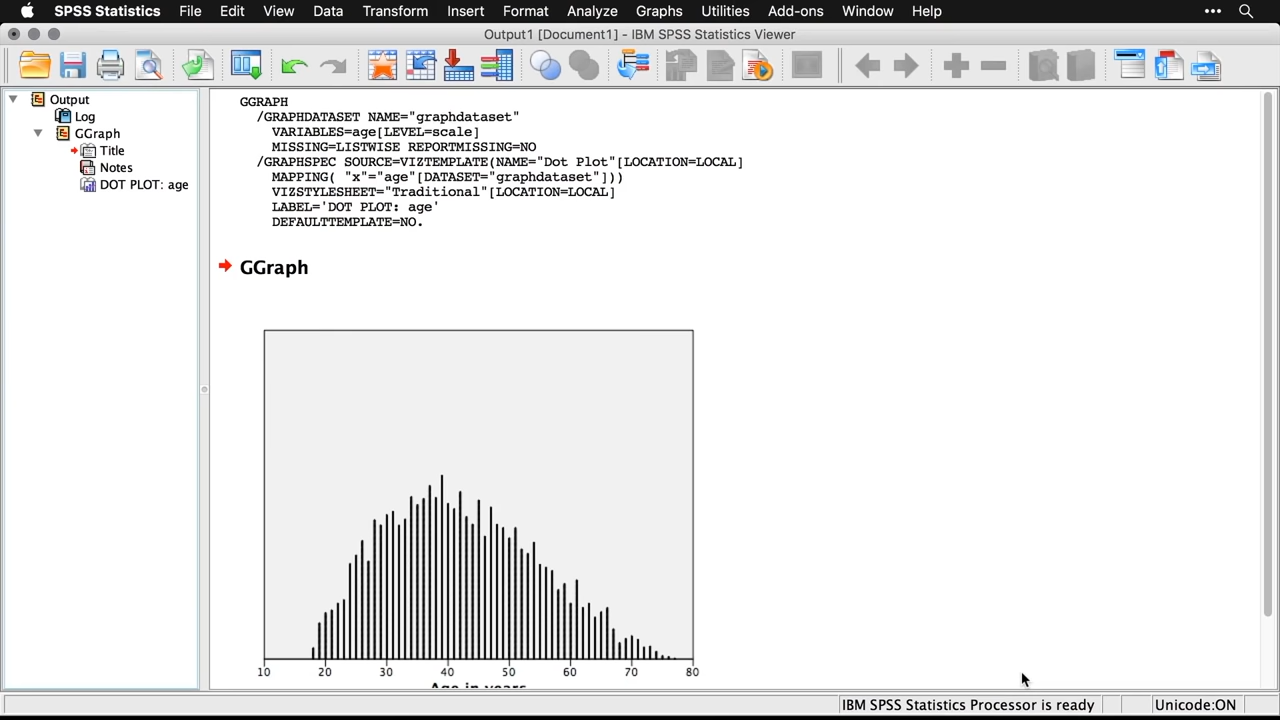 SPSS Statistics File Edit View Data Transform Insert Format Analyze Graphs Utilities Add-ons Window Help
Output1 [Document1] - IBM SPSS Statistics Viewer
Output
Log
GGraph
Title
Notes
DOT PLOT: age
GGRAPH
/GRAPHDATASET NAME="graphdataset"
VARIABLES=age[LEVEL=scale]
MISSING=LISTWISE REPORTMISSING=NO
/GRAPHSPEC SOURCE=VIZTEMPLATE(NAME="Dot Plot"[LOCATION=LOCAL]
MAPPING( "x"="age"[DATASET="graphdataset"]))
VIZSTYLESHEET="Traditional"[LOCATION=LOCAL]
LABEL='DOT PLOT: age'
DEFAULTTEMPLATE=NO.
GGraph
10 20 30 40 50 60 70 80
Age in years
IBM SPSS Statistics Processor is ready Unicode:ON